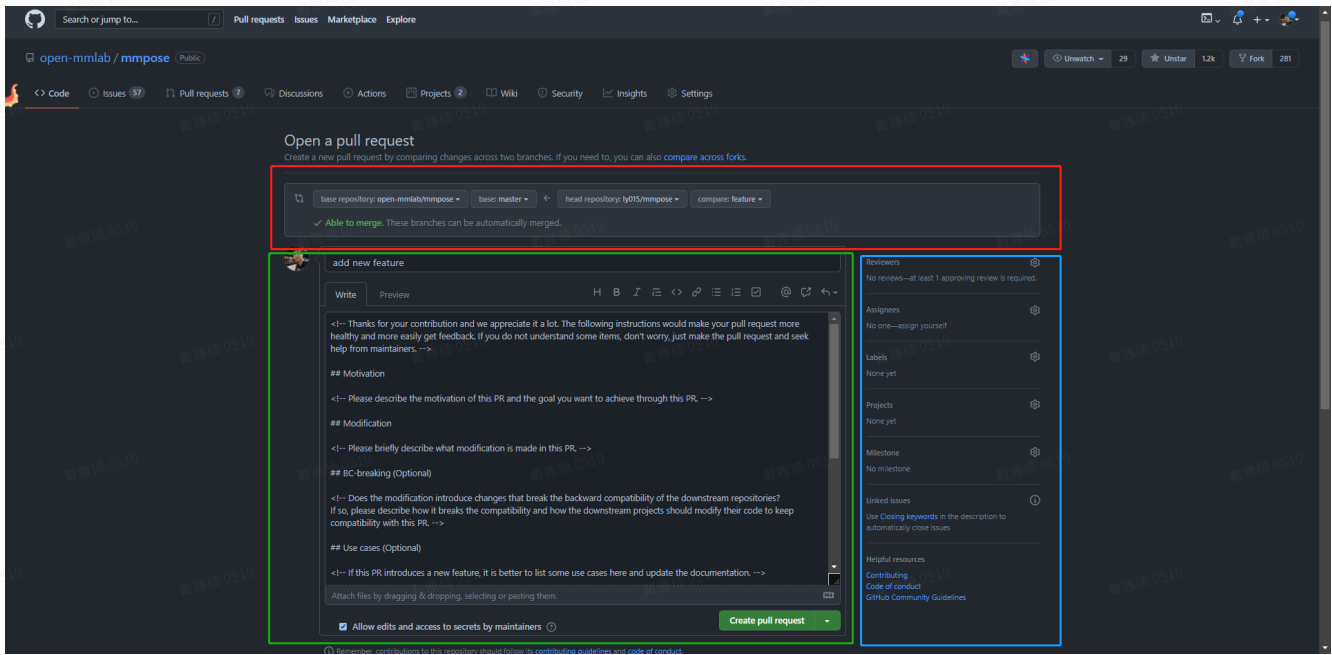 Search or jump to... / Pull requests Issues Marketplace Explore
open-mmlab / mmpose Public
Unwatch 29 Unstar 1.2k Fork 281
Code Issues 57 Pull requests 7 Discussions Actions Projects 2 Wiki Security Insights Settings
Open a pull request
Create a new pull request by comparing changes across two branches. If you need to, you can also compare across forks.
base repository: open-mmlab/mmpose base: master ← head repository: ly015/mmpose compare: feature
✓ Able to merge. These branches can be automatically merged.
add new feature
Write Preview
<!-- Thanks for your contribution and we appreciate it a lot. The following instructions would make your pull request more
healthy and more easily get feedback. If you do not understand some items, don't worry, just make the pull request and seek
help from maintainers. -->
## Motivation
<!-- Please describe the motivation of this PR and the goal you want to achieve through this PR. -->
## Modification
<!-- Please briefly describe what modification is made in this PR. -->
## BC-breaking (Optional)
<!-- Does the modification introduce changes that break the backward compatibility of the downstream repositories?
If so, please describe how it breaks the compatibility and how the downstream projects should modify their code to keep
compatibility with this PR. -->
## Use cases (Optional)
<!-- If this PR introduces a new feature, it is better to list some use cases here and update the documentation. -->
Attach files by dragging & dropping, selecting or pasting them.
Allow edits and access to secrets by maintainers
Create pull request
Remember, contributions to this repository should follow its contributing guidelines and code of conduct.
Reviewers
No reviews—at least 1 approving review is required.
Assignees
No one—assign yourself
Labels
None yet
Projects
None yet
Milestone
No milestone
Linked issues
Use Closing keywords in the description to
automatically close issues
Helpful resources
Contributing
Code of conduct
GitHub Community Guidelines